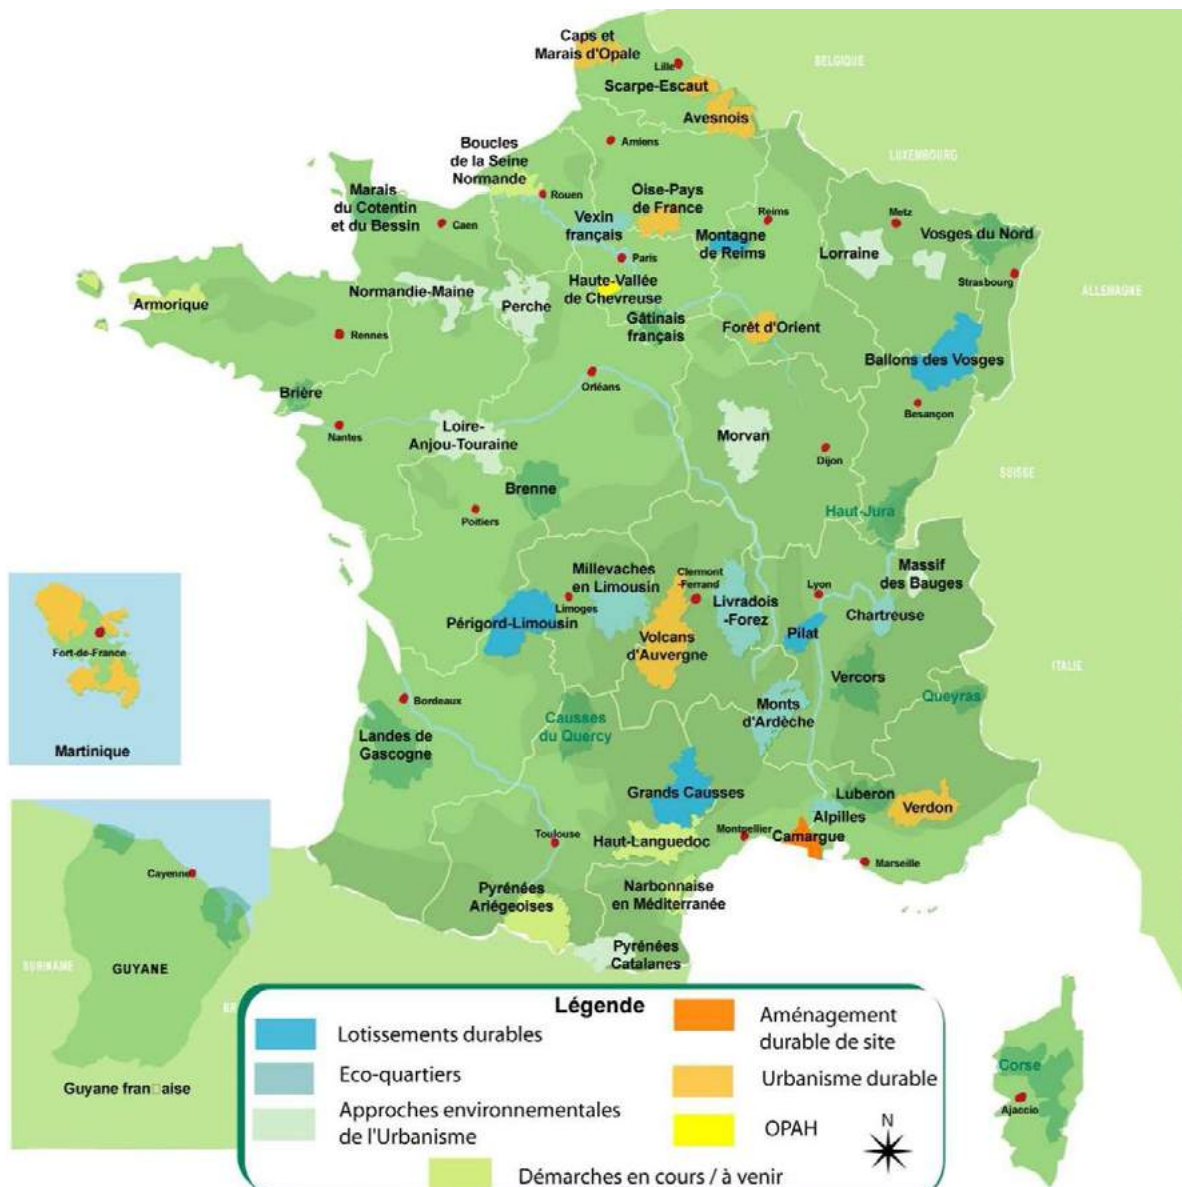 Caps et
Marais d'Opale
BELGIQUE
Lille
Scarpe-Escaut
Avesnois
Amiens
LUXEMBOURG
Boucles
de la Seine
Normande
Rouen
Oise-Pays
de France
Marais
du Cotentin
et du Bessin
Caen
Vexin
français
Reims
Montagne
de Reims
Metz
Vosges du Nord
Lorraine
Paris
Strasbourg
ALLEMAGNE
Haute-Vallée
de Chevreuse
Normandie-Maine
Perche
Armorique
Gâtinais
français
Forêt d'Orient
Rennes
Ballons des Vosges
Orléans
Brière
Besançon
Nantes
Loire-
Anjou-Touraine
Morvan
Dijon
SUISSE
Brenne
Poitiers
Haut-Jura
Millevaches
en Limousin
Clermont
-Ferrand
Massif
des Bauges
Lyon
Limoges
Livradois
-Forez
Chartreuse
Périgord-Limousin
Pilat
Volcans
d'Auvergne
Fort-de-France
ITALIE
Vercors
Queyras
Bordeaux
Monts
d'Ardèche
Causses
du Quercy
Landes de
Gascogne
Martinique
Grands Causses
Luberon
Verdon
Alpilles
Toulouse
Haut-Languedoc
Montpellier
Camargue
Marseille
Cayenne
Pyrénées
Ariégeoises
Narbonnaise
en Méditerranée
Pyrénées
Catalanes
SURINAME
GUYANE
BR
Guyane fran□aise
Légende
Lotissements durables
Eco-quartiers
Approches environnementales
de l'Urbanisme
Aménagement
durable de site
Urbanisme durable
OPAH
Démarches en cours / à venir
N
Corse
Ajaccio